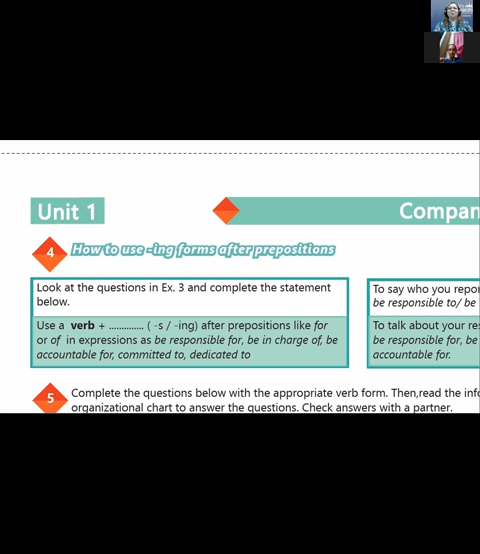 Unit 1
Compan
4
How to use -ing forms after prepositions
Look at the questions in Ex. 3 and complete the statement
below.
Use a verb + .............. ( -s / -ing) after prepositions like for
or of in expressions as be responsible for, be in charge of, be
accountable for, committed to, dedicated to
To say who you repor
be responsible to/ be
To talk about your res
be responsible for, be
accountable for.
5
Complete the questions below with the appropriate verb form. Then,read the info
organizational chart to answer the questions. Check answers with a partner.